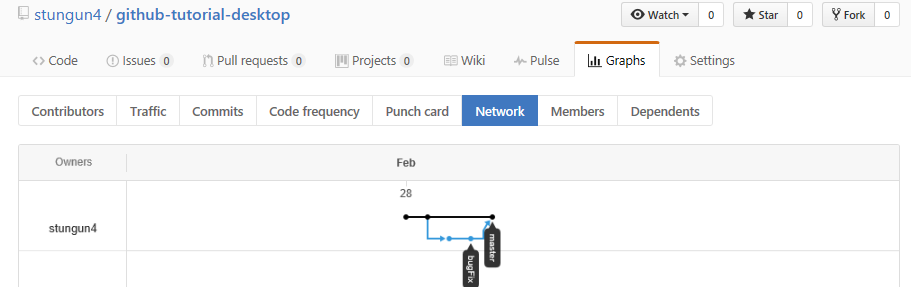 stungun4 / github-tutorial-desktop Watch 0 Star 0 Fork 0
Code Issues 0 Pull requests 0 Projects 0 Wiki Pulse Graphs Settings
Contributors Traffic Commits Code frequency Punch card Network Members Dependents
Owners Feb
28
stungun4
master
bugFix